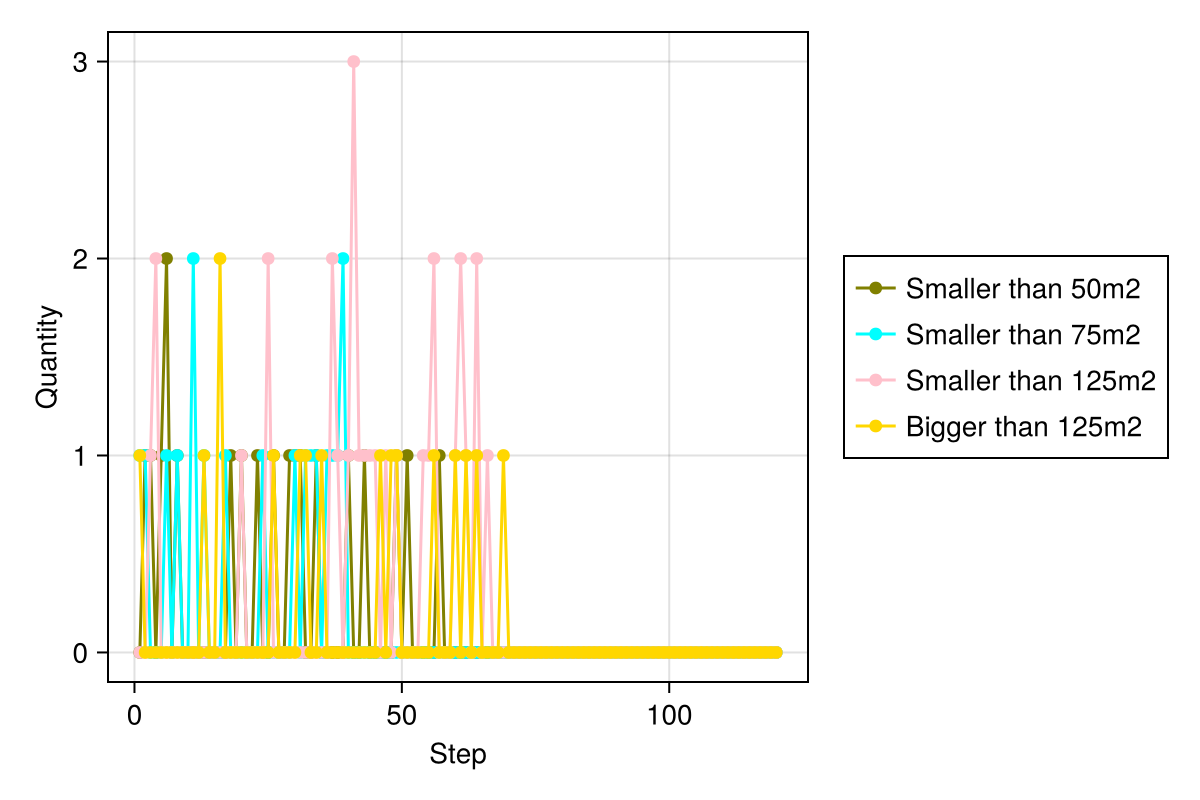 3
2
1
0
Quantity
0
50
100
Step
Smaller than 50m2
Smaller than 75m2
Smaller than 125m2
Bigger than 125m2